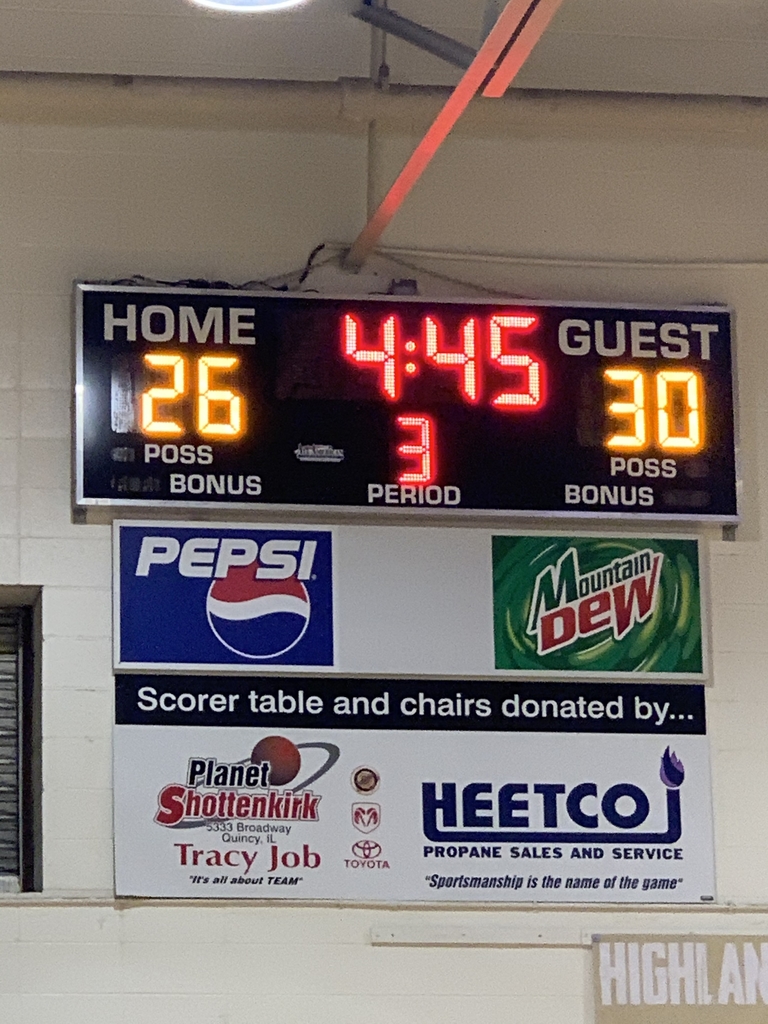 HOME 4:45 GUEST
26 30
3
POSS POSS
BONUS PERIOD BONUS
PEPSI
Mountain
Dew
Scorer table and chairs donated by...
Planet
Shottenkirk
5333 Broadway
Quincy, IL
Tracy Job
"It's all about TEAM"
TOYOTA
HEETCO
PROPANE SALES AND SERVICE
"Sportsmanship is the name of the game"
HIGHLAN